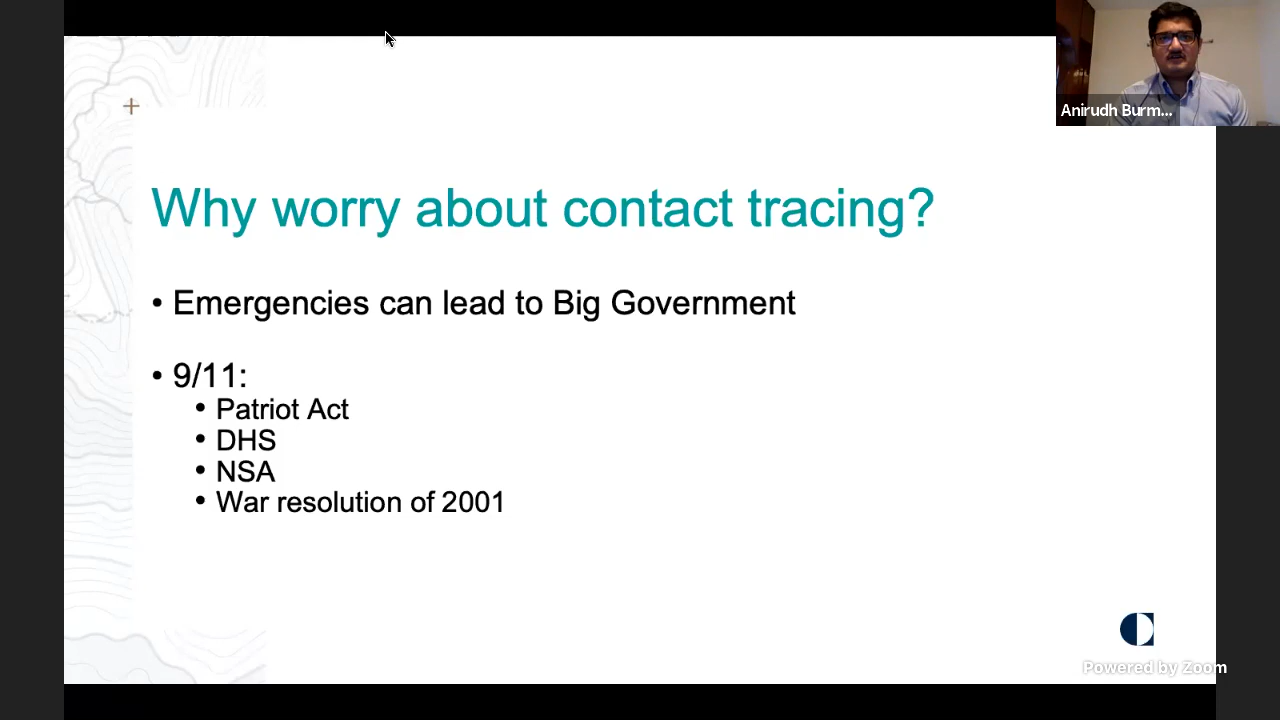 Anirudh Burm...
Why worry about contact tracing?
• Emergencies can lead to Big Government
• 9/11:
• Patriot Act
• DHS
• NSA
• War resolution of 2001
Powered by Zoom